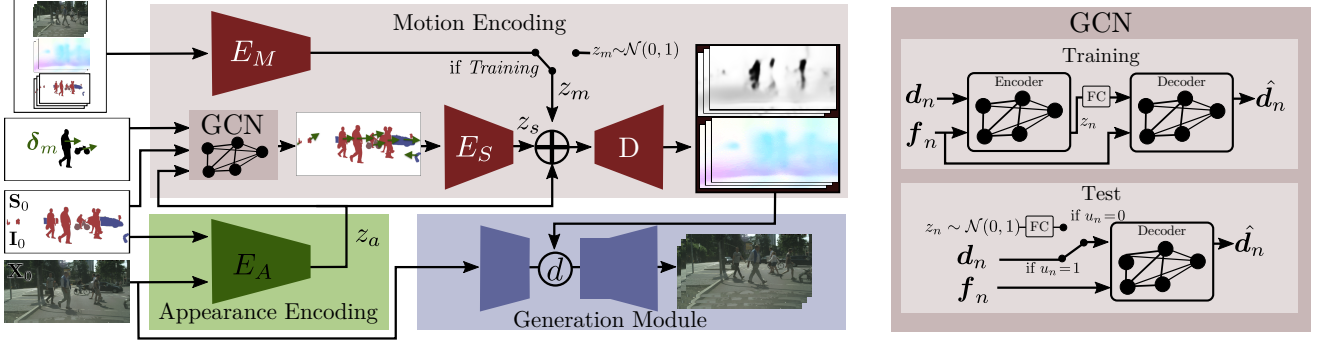 Motion Encoding
E_M
z_m ∼ 𝒩(0, 1)
if Training
z_m
δ_m
GCN
E_S
z_s
D
S_0
I_0
X_0
E_A
z_a
Appearance Encoding
d
Generation Module
GCN
Training
Encoder
Decoder
d_n
f_n
FC
z_n
d̂_n
Test
z_n ∼ 𝒩(0, 1)
FC
if u_n=0
Decoder
d_n
if u_n=1
f_n
d̂_n